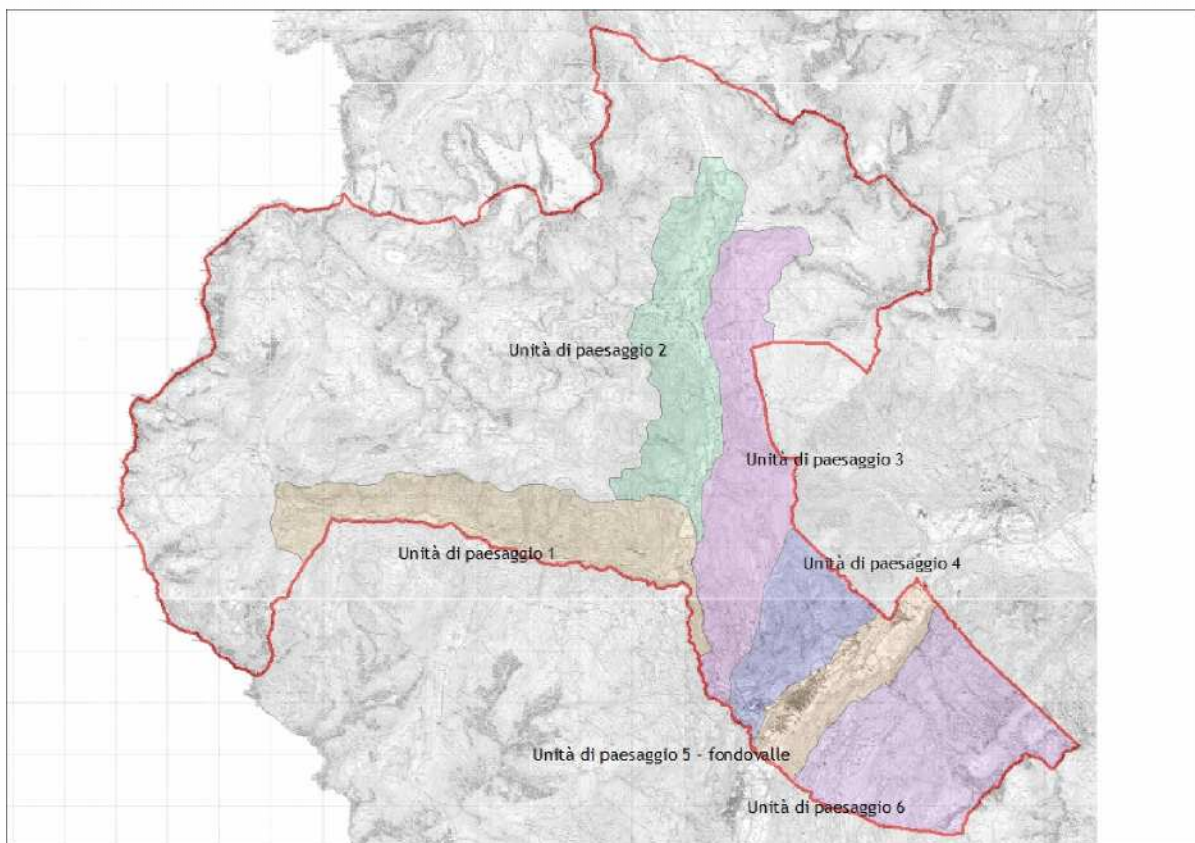 Unità di paesaggio 2
Unità di paesaggio 3
Unità di paesaggio 1
Unità di paesaggio 4
Unità di paesaggio 5 - fondovalle
Unità di paesaggio 6